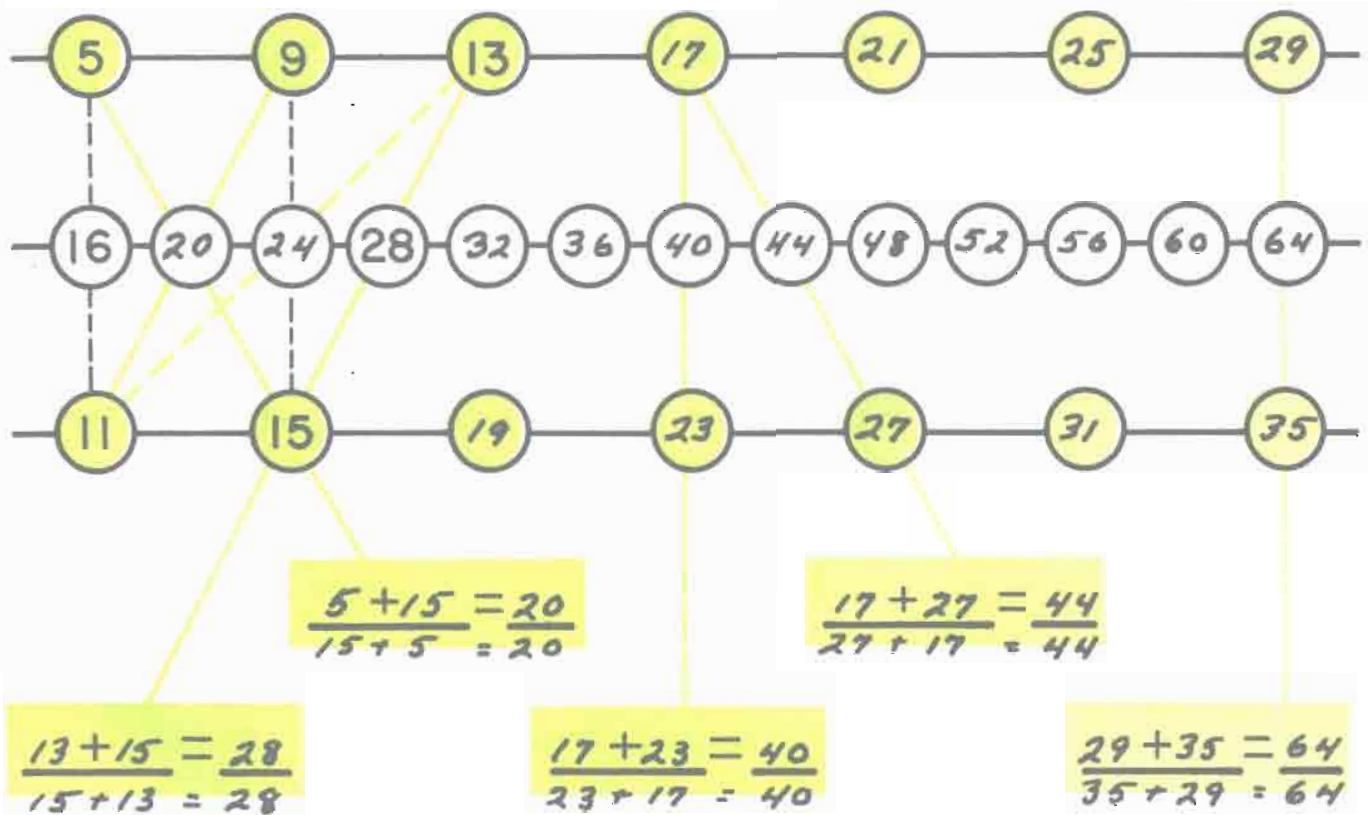 5 9 13 17 21 25 29
16 20 24 28 32 36 40 44 48 52 56 60 64
11 15 19 23 27 31 35
5 + 15 = 20
15 + 5 = 20
17 + 27 = 44
27 + 17 = 44
13 + 15 = 28
15 + 13 = 28
17 + 23 = 40
23 + 17 = 40
29 + 35 = 64
35 + 29 = 64